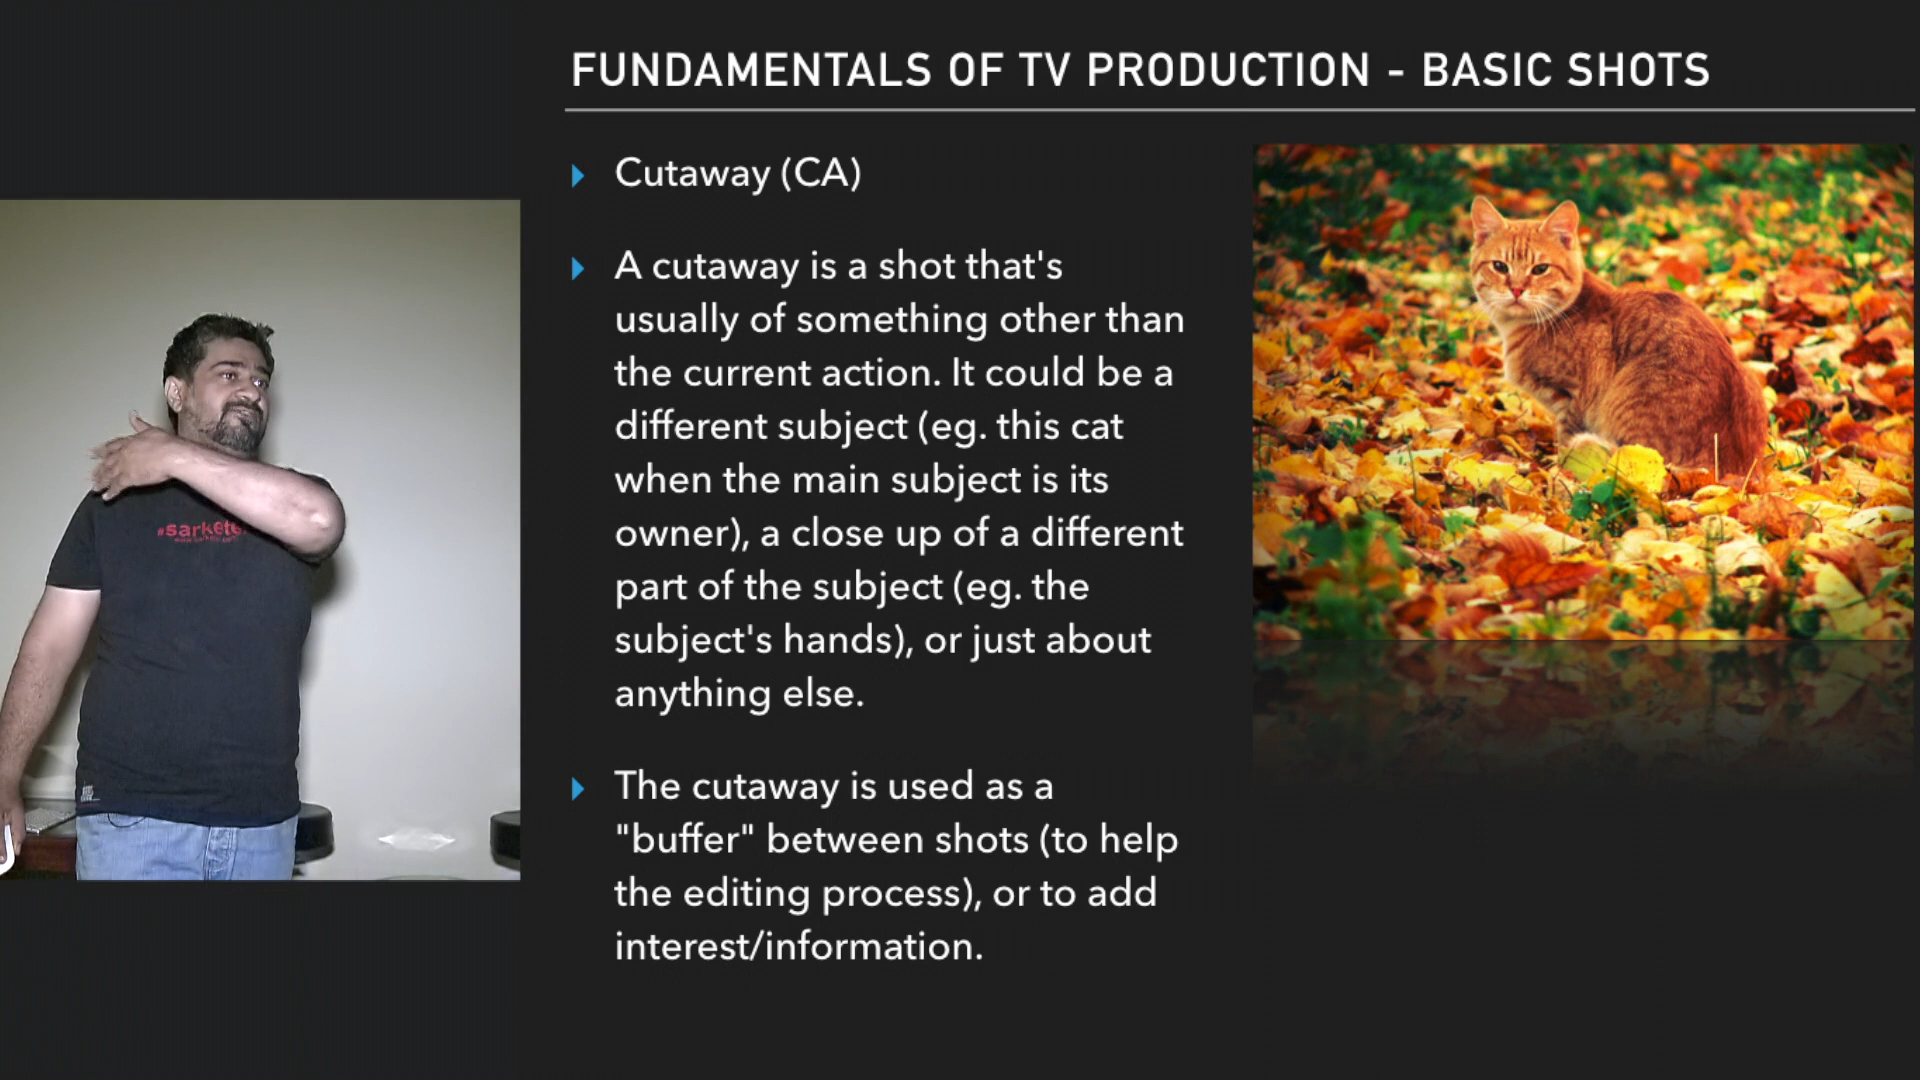 FUNDAMENTALS OF TV PRODUCTION - BASIC SHOTS
Cutaway (CA)
A cutaway is a shot that's
usually of something other than
the current action. It could be a
different subject (eg. this cat
when the main subject is its
owner), a close up of a different
part of the subject (eg. the
subject's hands), or just about
anything else.
The cutaway is used as a
"buffer" between shots (to help
the editing process), or to add
interest/information.